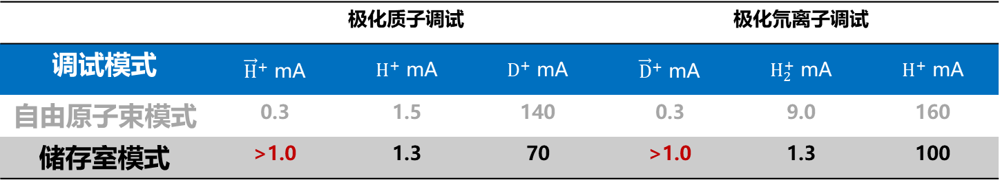 极化质子调试 极化氘离子调试
调试模式 H⃗⁺ mA H⁺ mA D⁺ mA D⃗⁺ mA H₂⁺ mA H⁺ mA
自由原子束模式 0.3 1.5 140 0.3 9.0 160
储存室模式 >1.0 1.3 70 >1.0 1.3 100